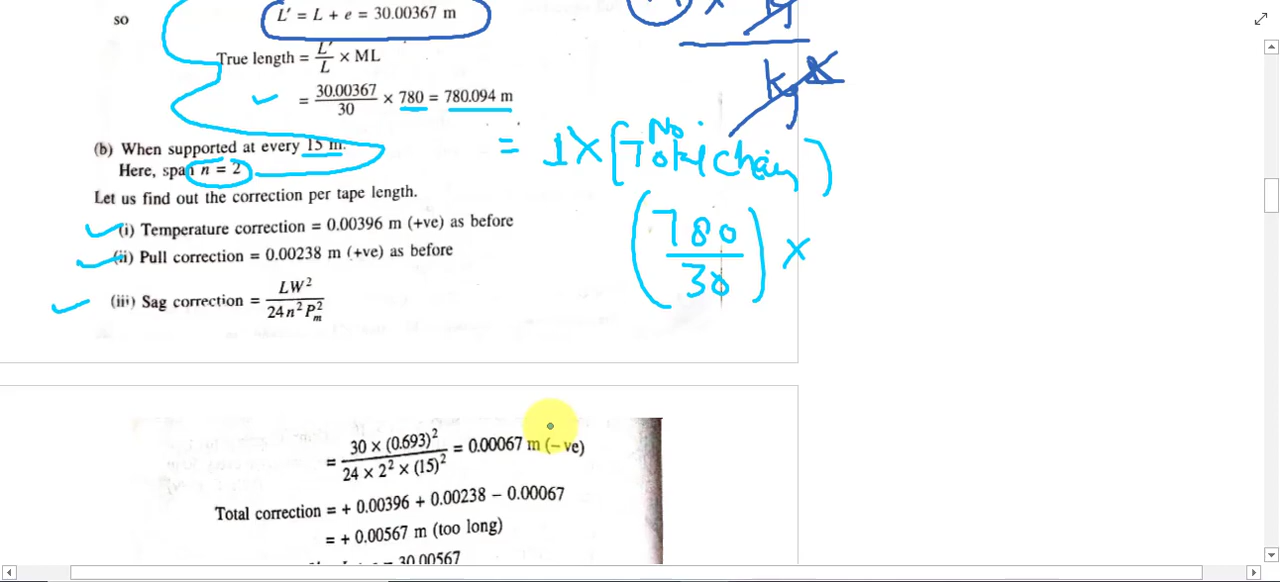 so
L′ = L + e = 30.00367 m
True length = L′/L × ML
= 30.00367/30 × 780 = 780.094 m
(b) When supported at every 15 m.
Here, span n = 2
Let us find out the correction per tape length.
(i) Temperature correction = 0.00396 m (+ve) as before
(ii) Pull correction = 0.00238 m (+ve) as before
(iii) Sag correction = LW²/24n²P²ₘ
= 1 × [No
Total chain)
(780/30) ×
= 30 × (0.693)²/24 × 2² × (15)² = 0.00067 m (−ve)
Total correction = + 0.00396 + 0.00238 − 0.00067
= + 0.00567 m (too long)
30.00567